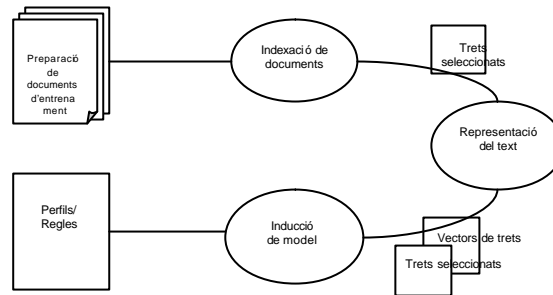 Preparació
de
documents
d'entrena
ment
Indexació de
documents
Trets
seleccionats
Representació
del text
Perfils/
Regles
Inducció
de model
Vectors de trets
Trets seleccionats